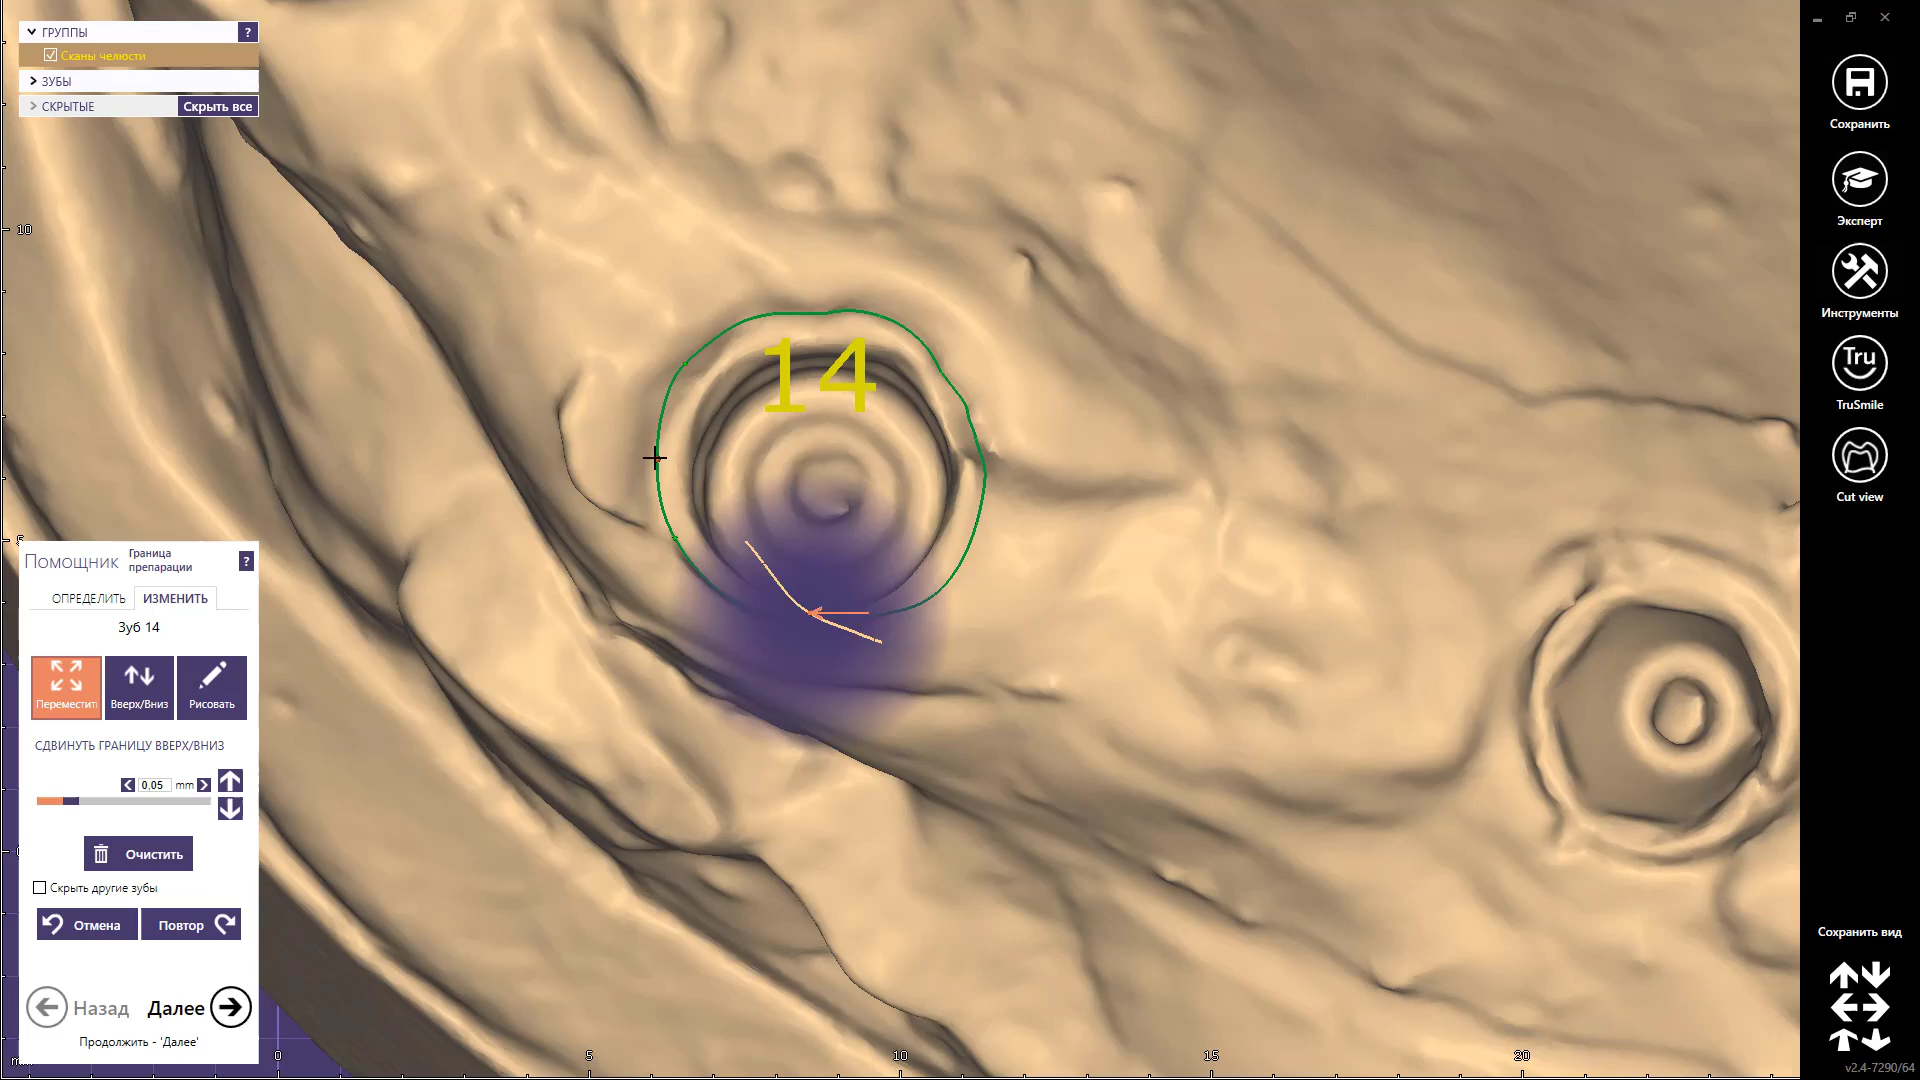 ГРУППЫ ?
Сканы челюсти
ЗУБЫ
СКРЫТЫЕ Скрыть все
10
5
14
Помощник Граница препарации ?
ОПРЕДЕЛИТЬ ИЗМЕНИТЬ
Зуб 14
Переместит Вверх/Вниз Рисовать
СДВИНУТЬ ГРАНИЦУ ВВЕРХ/ВНИЗ
0,05 mm
Очистить
Скрыть другие зубы
Отмена Повтор
Назад Далее
Продолжить - 'Далее'
0 5 10 15 20
Сохранить
Эксперт
Инструменты
Tru
TruSmile
Cut view
Сохранить вид
v2.4-7290/64